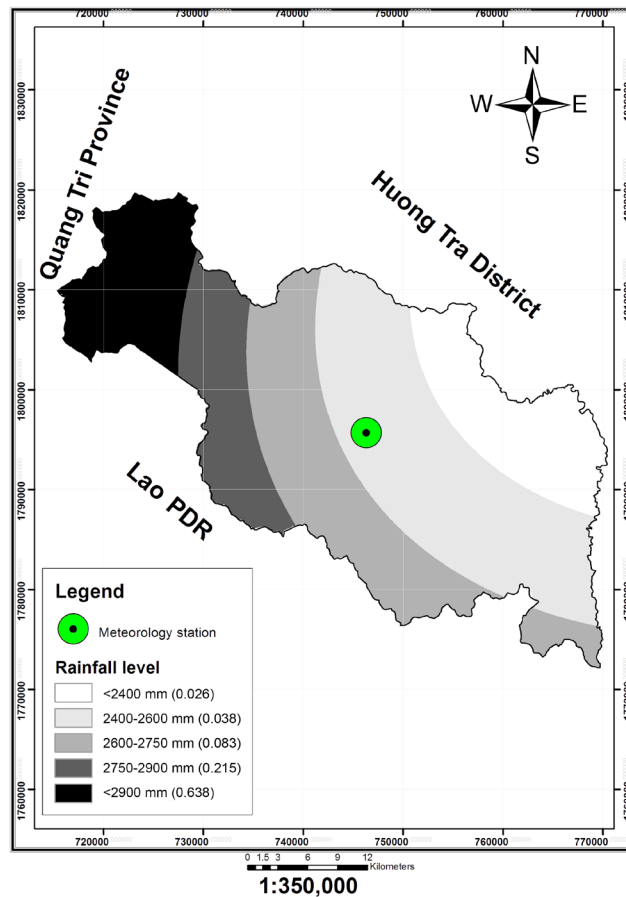 720000 730000 740000 750000 760000 770000
N
W E
S
Quang Tri Province
Huong Tra District
Lao PDR
1830000
1820000
1810000
1800000
1790000
1780000
1770000
1760000
Legend
Meteorology station
Rainfall level
<2400 mm (0.026)
2400-2600 mm (0.038)
2600-2750 mm (0.083)
2750-2900 mm (0.215)
<2900 mm (0.638)
720000 730000 740000 750000 760000 770000
0 1.5 3 6 9 12
Kilometers
1:350,000